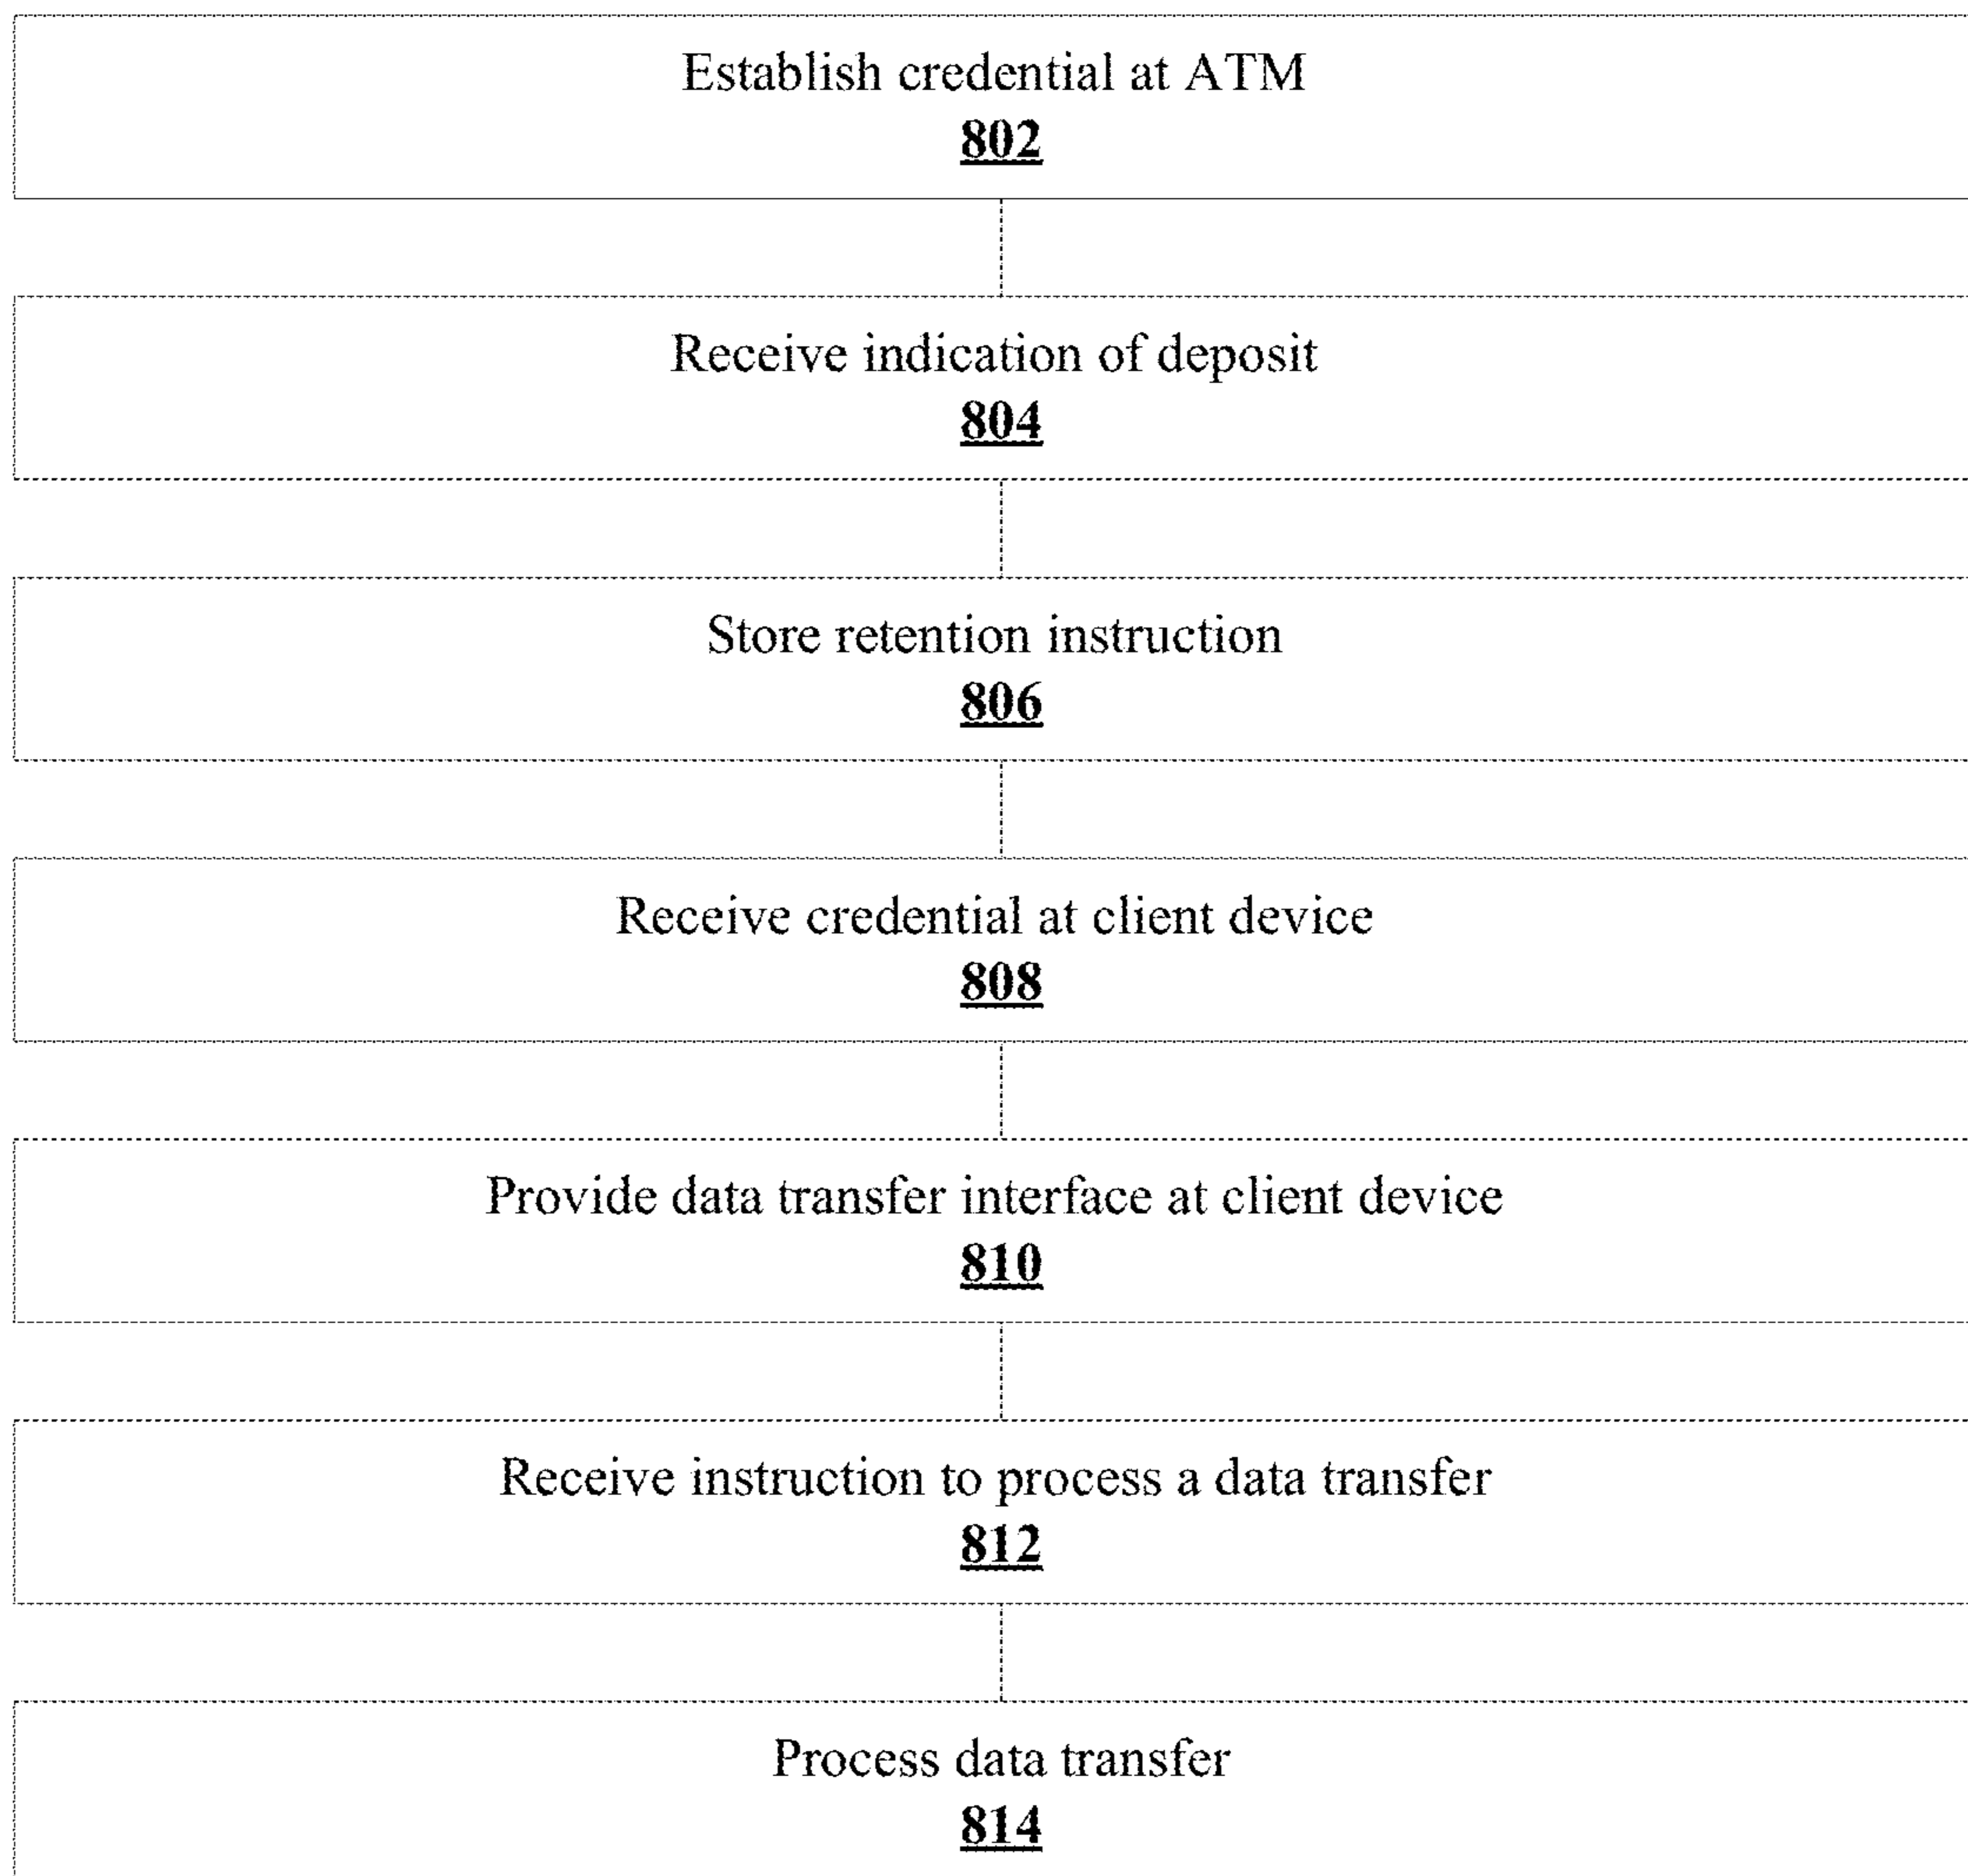 Establish credential at ATM
802
Receive indication of deposit
804
Store retention instruction
806
Receive credential at client device
808
Provide data transfer interface at client device
810
Receive instruction to process a data transfer
812
Process data transfer
814